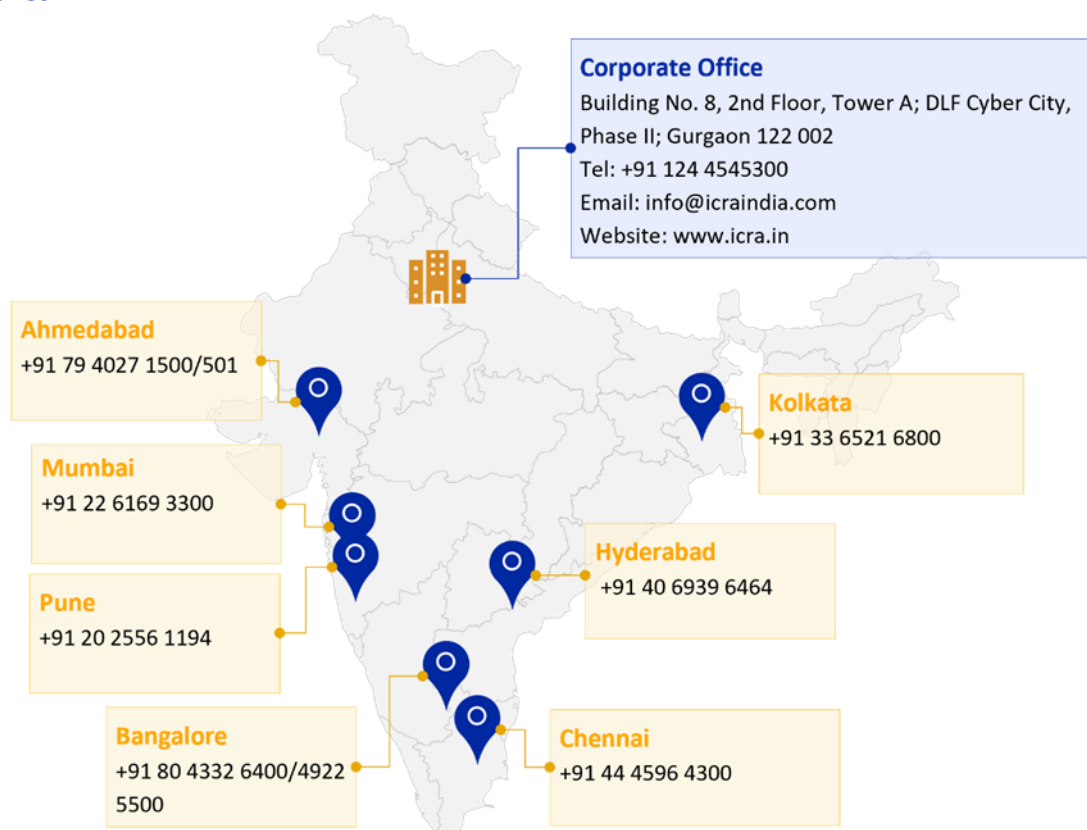 Corporate Office
Building No. 8, 2nd Floor, Tower A; DLF Cyber City,
Phase II; Gurgaon 122 002
Tel: +91 124 4545300
Email: info@icraindia.com
Website: www.icra.in
Ahmedabad
+91 79 4027 1500/501
Kolkata
+91 33 6521 6800
Mumbai
+91 22 6169 3300
Hyderabad
+91 40 6939 6464
Pune
+91 20 2556 1194
Bangalore
+91 80 4332 6400/4922
5500
Chennai
+91 44 4596 4300